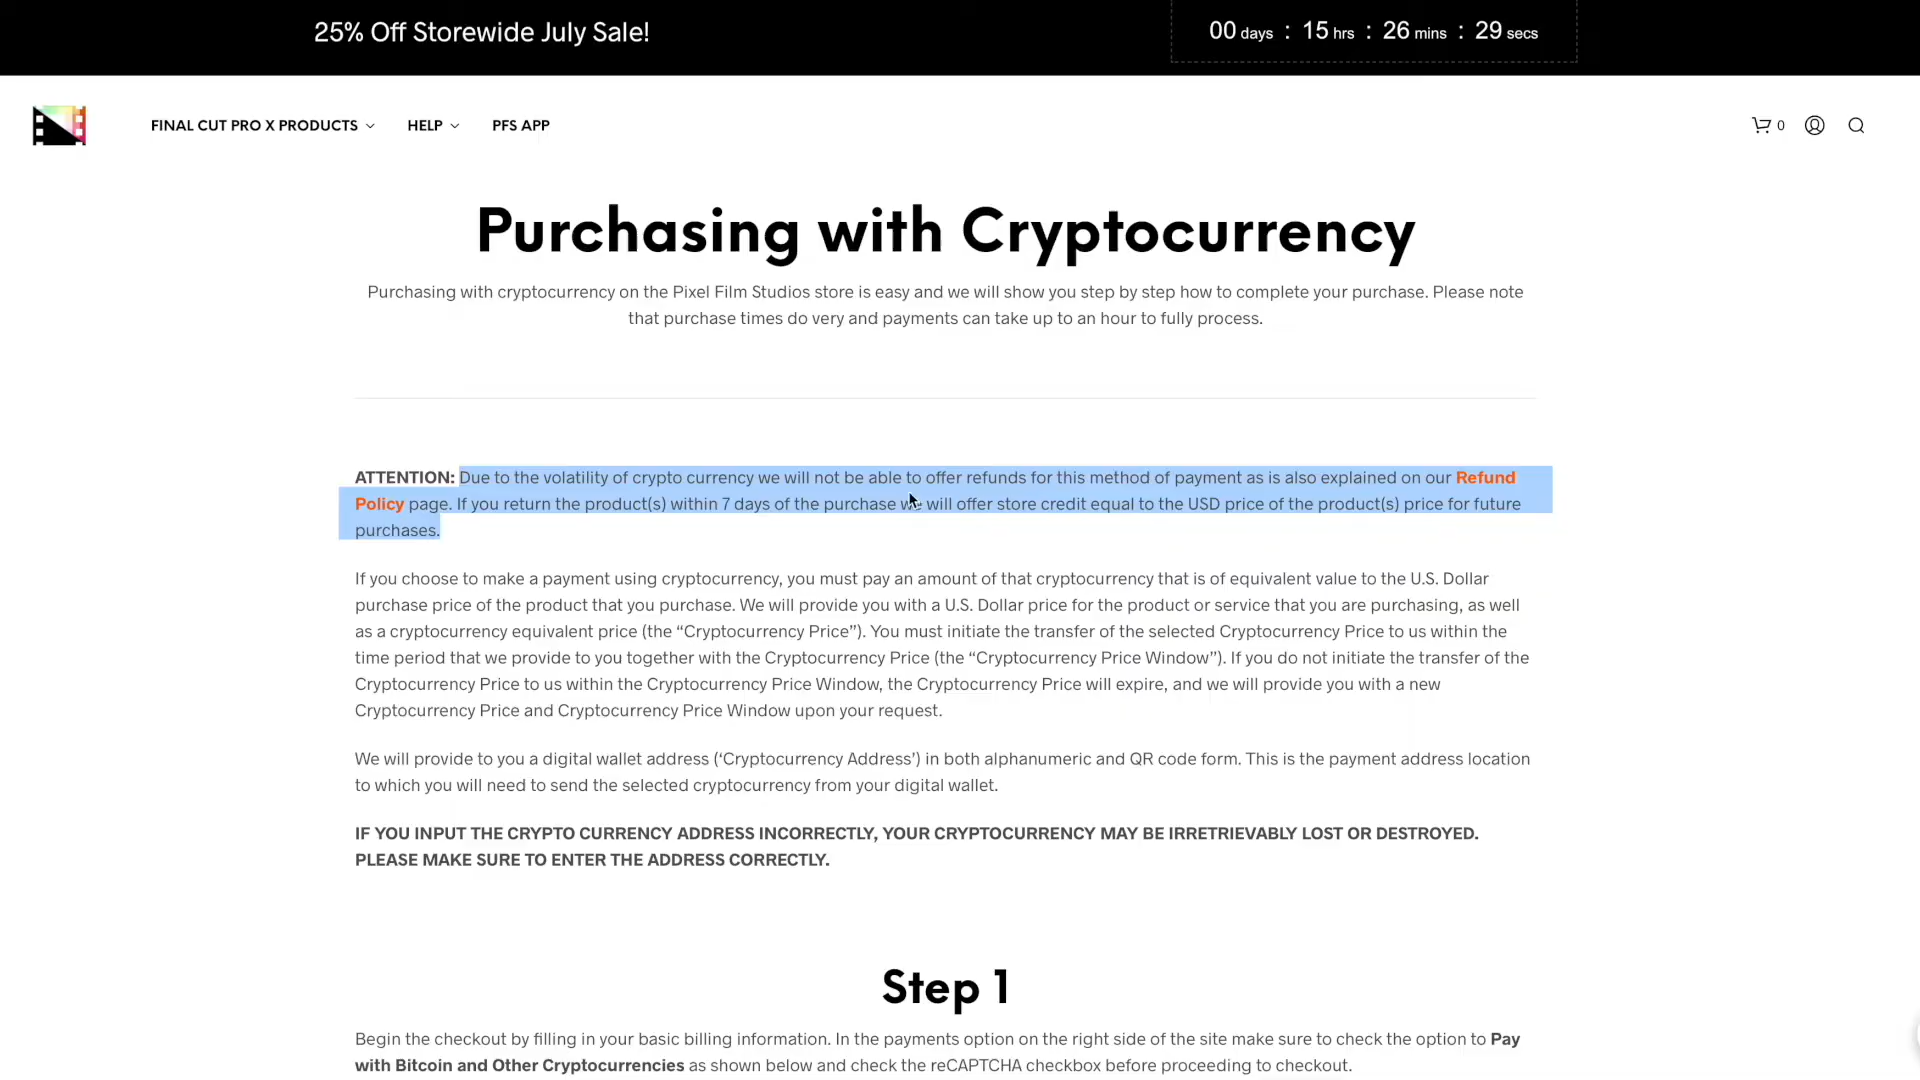 25% Off Storewide July Sale!
00 days : 15 hrs : 26 mins : 29 secs
FINAL CUT PRO X PRODUCTS
HELP
PFS APP
0
Purchasing with Cryptocurrency
Purchasing with cryptocurrency on the Pixel Film Studios store is easy and we will show you step by step how to complete your purchase. Please note
that purchase times do very and payments can take up to an hour to fully process.
ATTENTION: Due to the volatility of crypto currency we will not be able to offer refunds for this method of payment as is also explained on our Refund
Policy page. If you return the product(s) within 7 days of the purchase we will offer store credit equal to the USD price of the product(s) price for future
purchases.
If you choose to make a payment using cryptocurrency, you must pay an amount of that cryptocurrency that is of equivalent value to the U.S. Dollar
purchase price of the product that you purchase. We will provide you with a U.S. Dollar price for the product or service that you are purchasing, as well
as a cryptocurrency equivalent price (the “Cryptocurrency Price”). You must initiate the transfer of the selected Cryptocurrency Price to us within the
time period that we provide to you together with the Cryptocurrency Price (the “Cryptocurrency Price Window”). If you do not initiate the transfer of the
Cryptocurrency Price to us within the Cryptocurrency Price Window, the Cryptocurrency Price will expire, and we will provide you with a new
Cryptocurrency Price and Cryptocurrency Price Window upon your request.
We will provide to you a digital wallet address (‘Cryptocurrency Address’) in both alphanumeric and QR code form. This is the payment address location
to which you will need to send the selected cryptocurrency from your digital wallet.
IF YOU INPUT THE CRYPTO CURRENCY ADDRESS INCORRECTLY, YOUR CRYPTOCURRENCY MAY BE IRRETRIEVABLY LOST OR DESTROYED.
PLEASE MAKE SURE TO ENTER THE ADDRESS CORRECTLY.
Step 1
Begin the checkout by filling in your basic billing information. In the payments option on the right side of the site make sure to check the option to Pay
with Bitcoin and Other Cryptocurrencies as shown below and check the reCAPTCHA checkbox before proceeding to checkout.